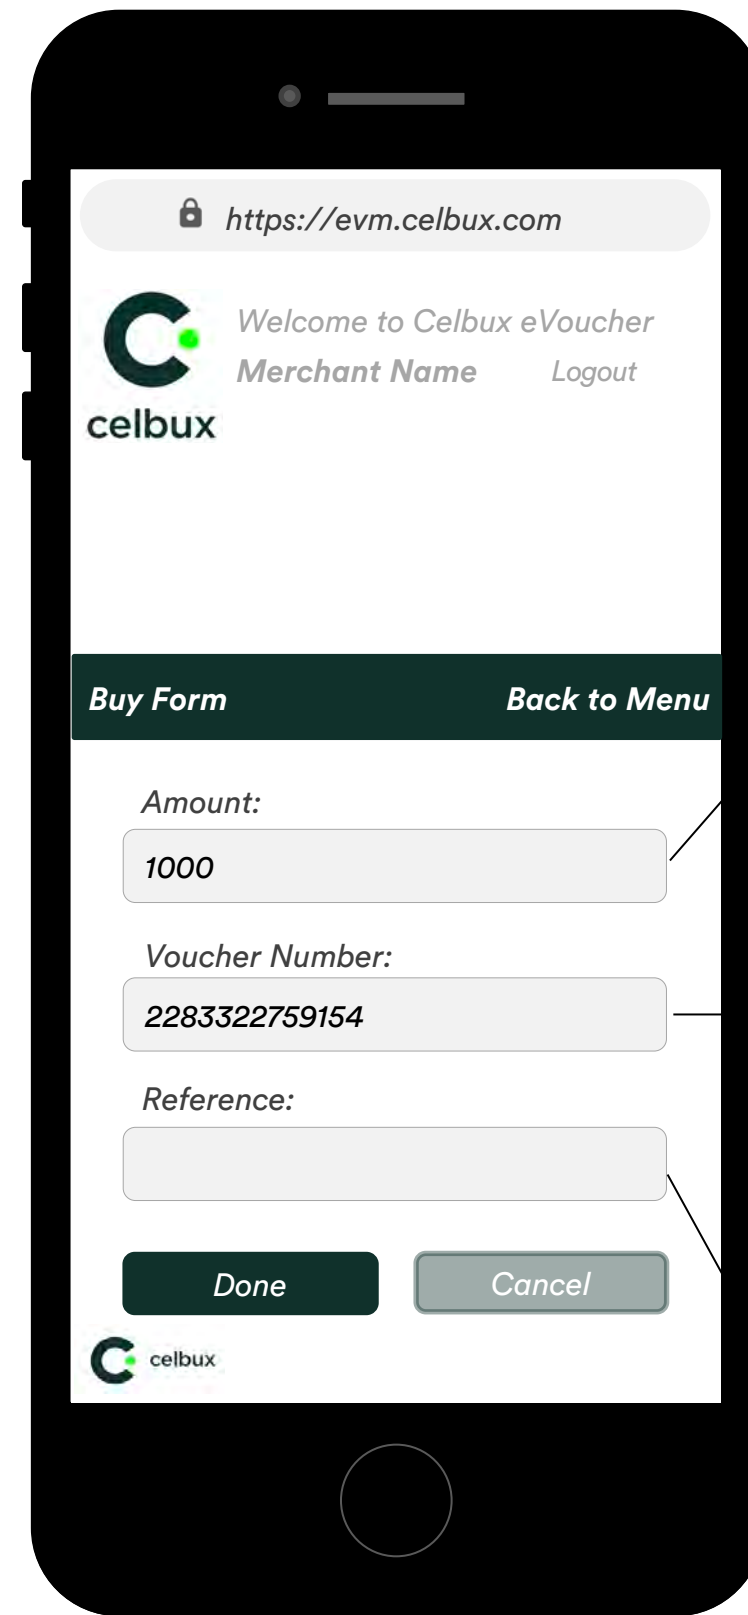 https://evm.celbux.com
Welcome to Celbux eVoucher
Merchant Name Logout
celbux
Buy Form Back to Menu
Amount:
1000
Voucher Number:
2283322759154
Reference:
Done Cancel
celbux